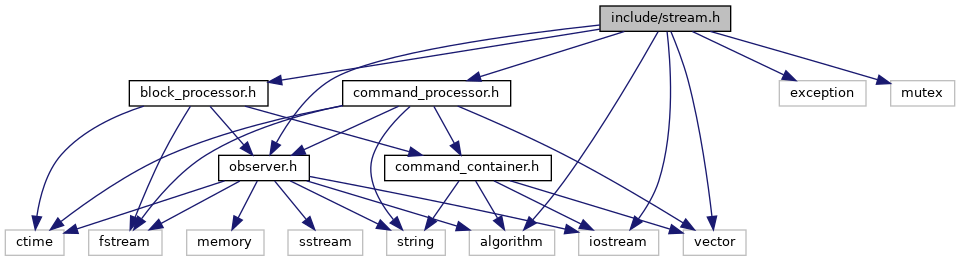 include/stream.h
block_processor.h
command_processor.h
exception
mutex
observer.h
command_container.h
ctime
fstream
memory
sstream
string
algorithm
iostream
vector